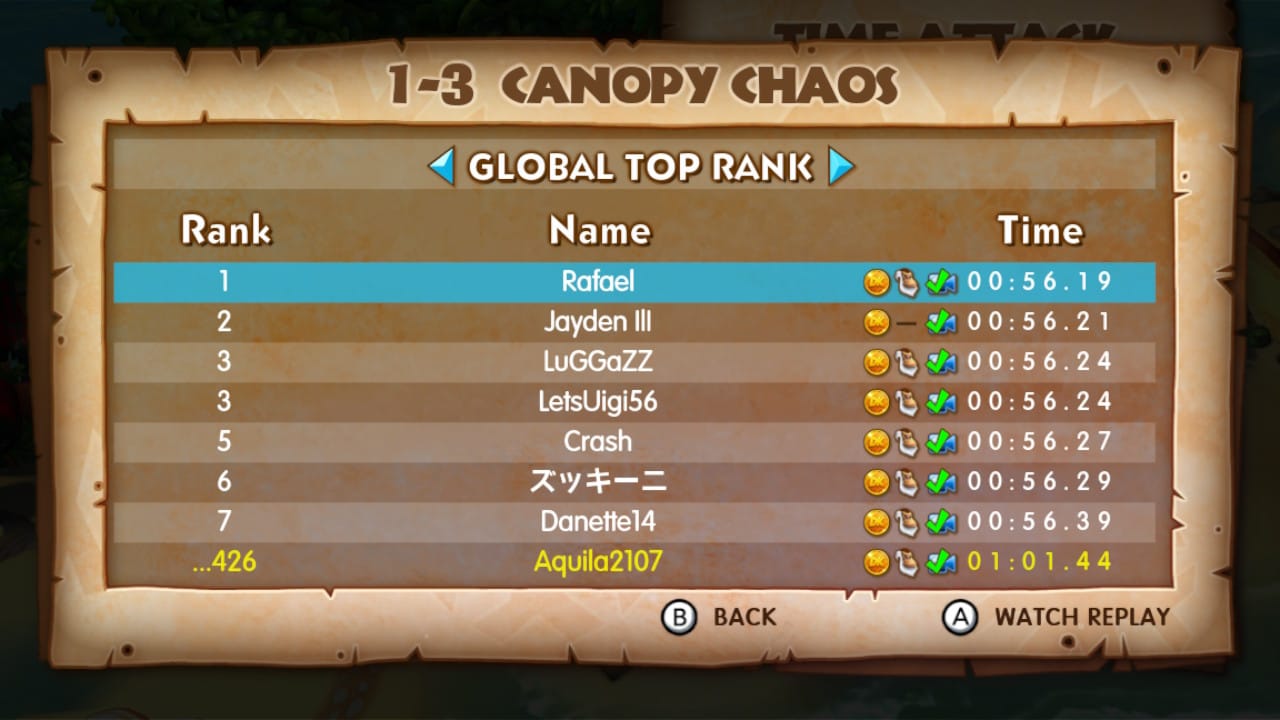 TIME ATTACK
1-3 CANOPY CHAOS
GLOBAL TOP RANK
Rank Name Time
1 Rafael 00:56.19
2 Jayden III 00:56.21
3 LuGGaZZ 00:56.24
3 LetsUigi56 00:56.24
5 Crash 00:56.27
6 ズッキーニ 00:56.29
7 Danette14 00:56.39
...426 Aquila2107 01:01.44
B BACK A WATCH REPLAY